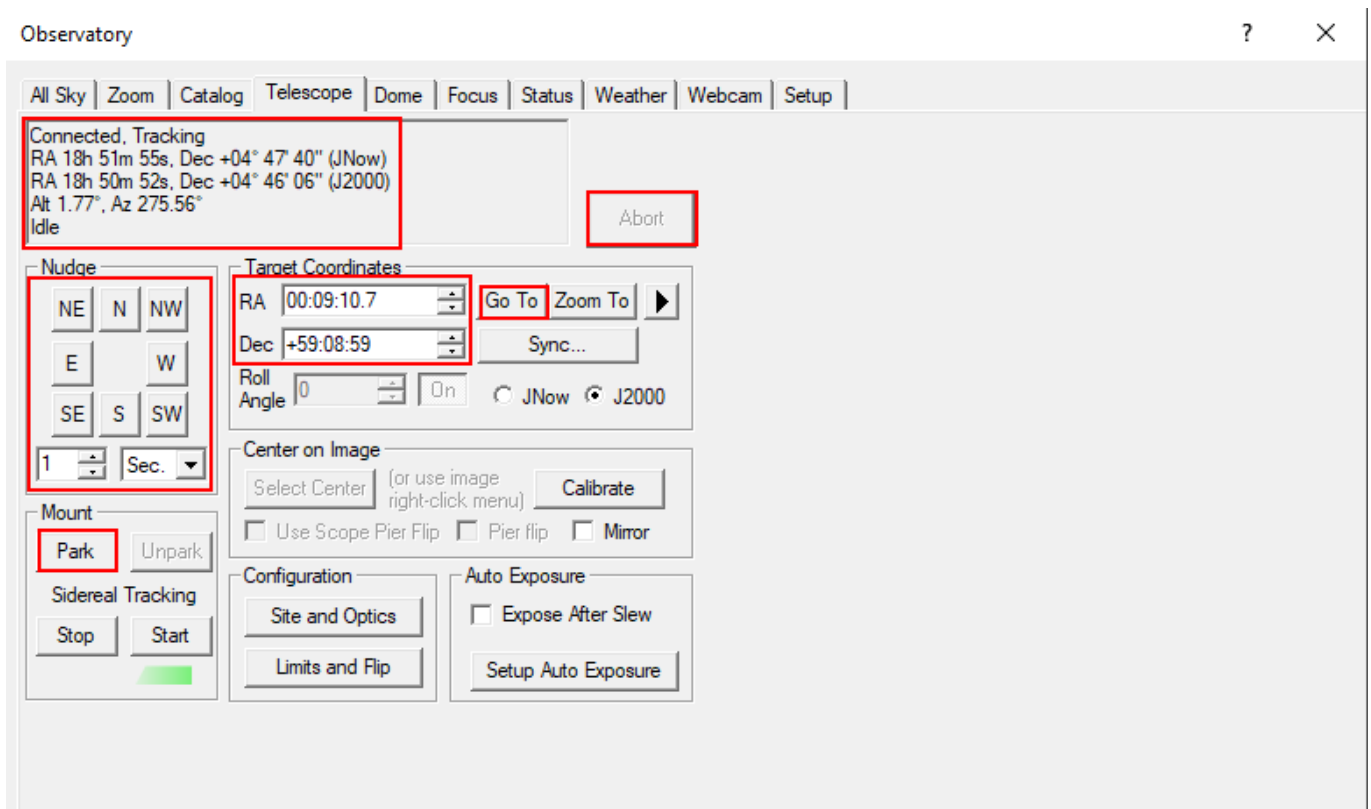 Observatory
?
All Sky Zoom Catalog Telescope Dome Focus Status Weather Webcam Setup
Connected, Tracking
RA 18h 51m 55s, Dec +04° 47' 40" (JNow)
RA 18h 50m 52s, Dec +04° 46' 06" (J2000)
Alt 1.77°, Az 275.56°
Idle
Abort
Nudge
NE N NW
E W
SE S SW
1 Sec.
Target Coordinates
RA 00:09:10.7 Go To Zoom To
Dec +59:08:59 Sync...
Roll
Angle 0 On JNow J2000
Center on Image
Select Center (or use image
right-click menu) Calibrate
Use Scope Pier Flip Pier flip Mirror
Mount
Park Unpark
Sidereal Tracking
Stop Start
Configuration
Site and Optics
Limits and Flip
Auto Exposure
Expose After Slew
Setup Auto Exposure